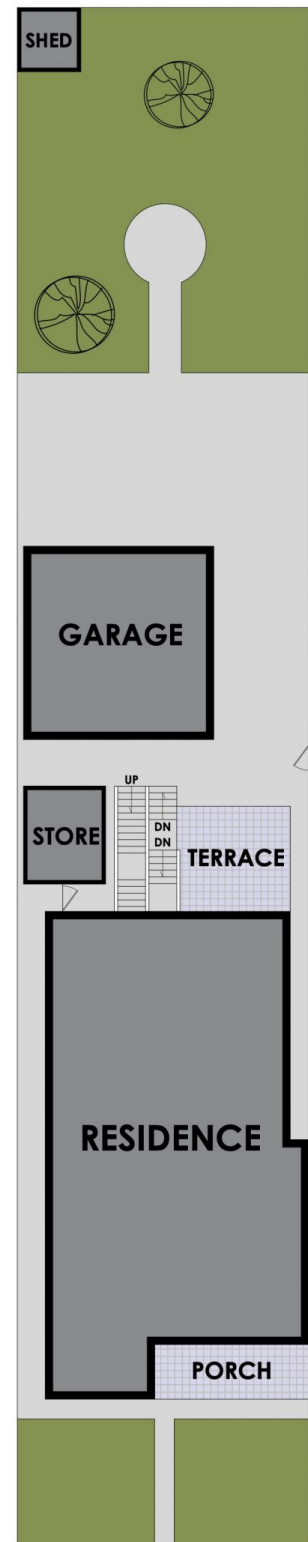 SHED
GARAGE
UP
STORE
DN
DN
TERRACE
RESIDENCE
PORCH